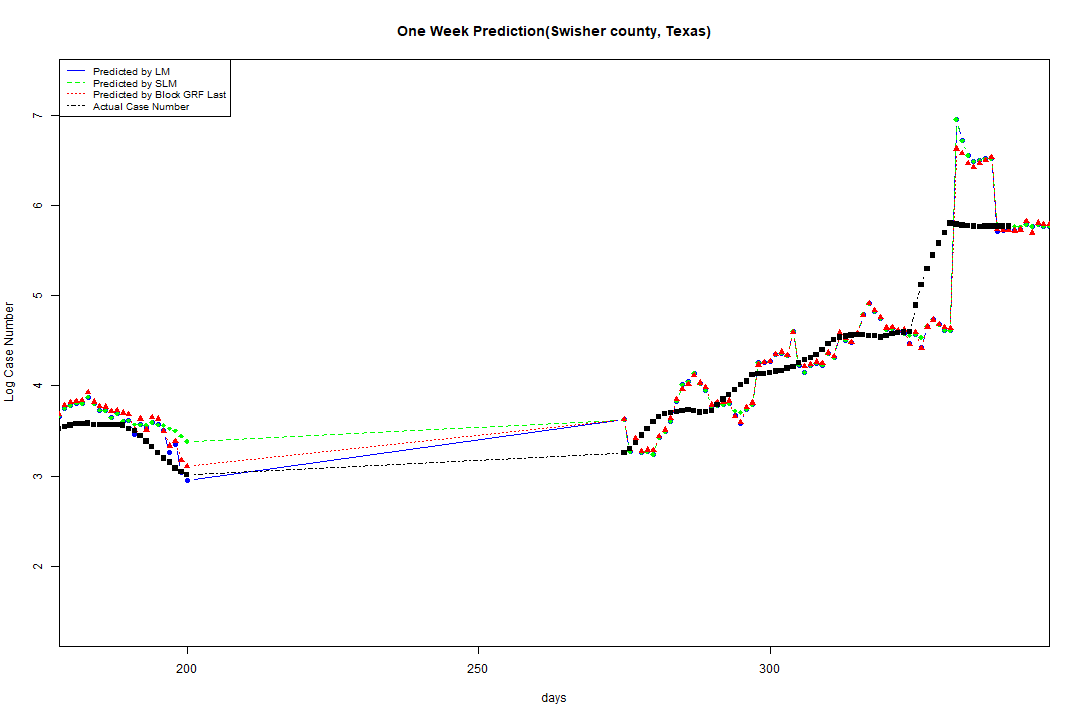 One Week Prediction(Swisher county, Texas)
Predicted by LM
Predicted by SLM
Predicted by Block GRF Last
Actual Case Number
7
6
5
4
3
2
Log Case Number
200
250
300
days